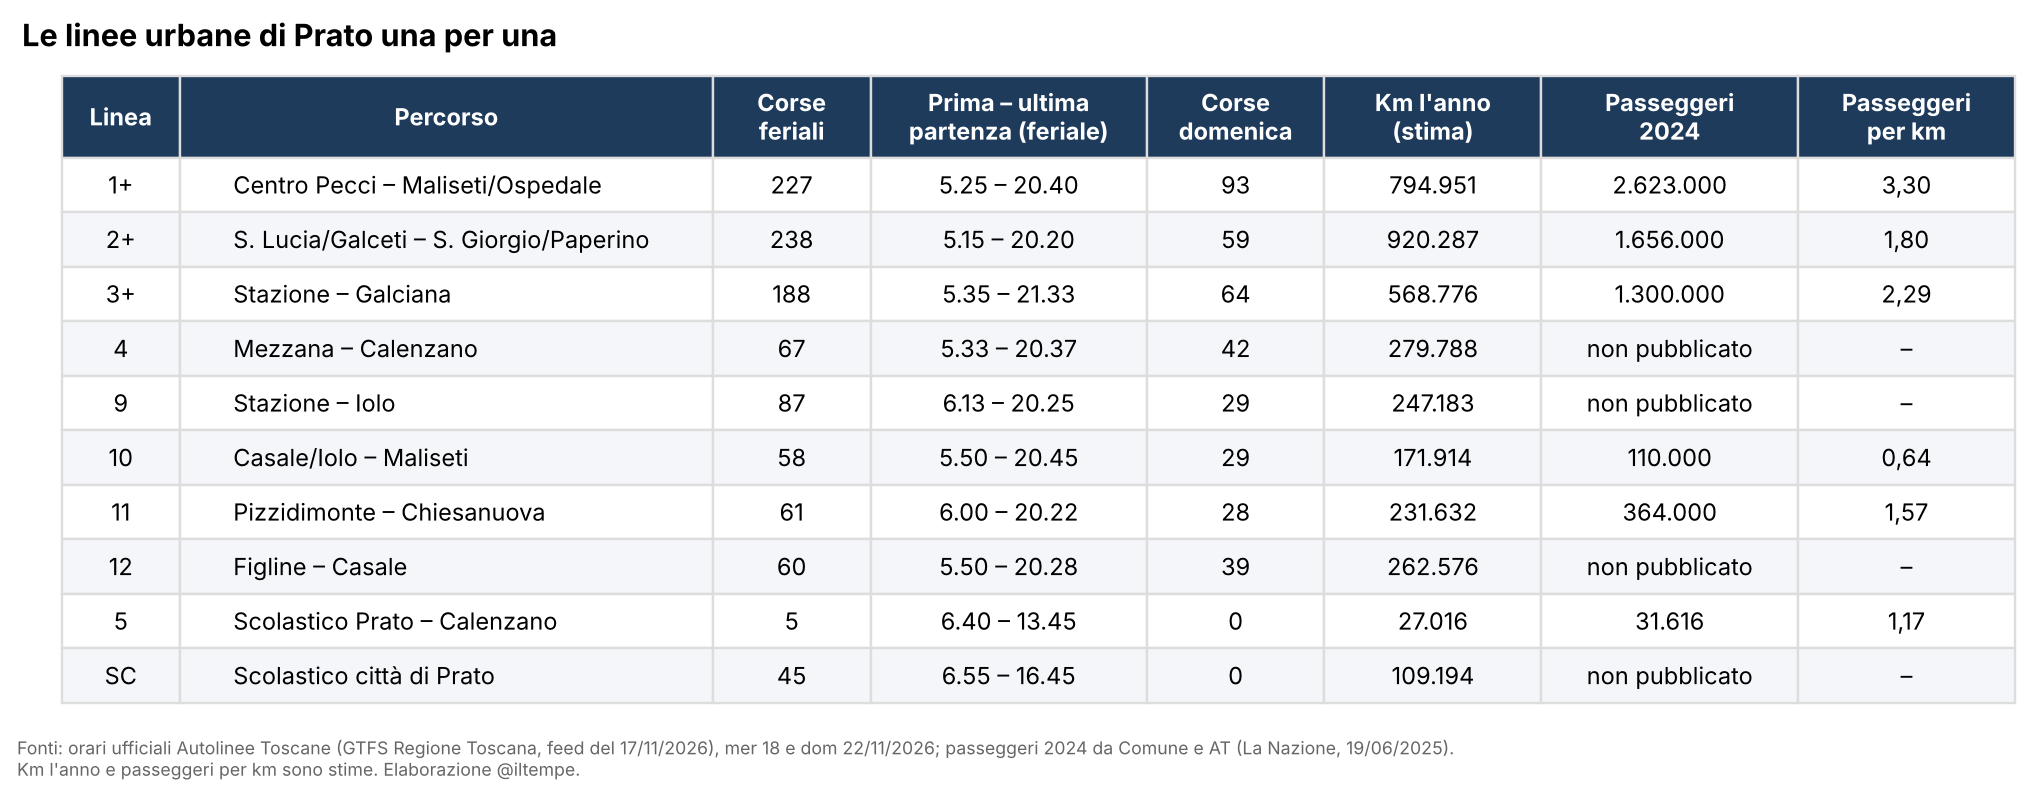 Le linee urbane di Prato una per una
Linea Percorso Corse feriali Prima – ultima partenza (feriale) Corse domenica Km l'anno (stima) Passeggeri 2024 Passeggeri per km
1+ Centro Pecci – Maliseti/Ospedale 227 5.25 – 20.40 93 794.951 2.623.000 3,30
2+ S. Lucia/Galceti – S. Giorgio/Paperino 238 5.15 – 20.20 59 920.287 1.656.000 1,80
3+ Stazione – Galciana 188 5.35 – 21.33 64 568.776 1.300.000 2,29
4 Mezzana – Calenzano 67 5.33 – 20.37 42 279.788 non pubblicato –
9 Stazione – Iolo 87 6.13 – 20.25 29 247.183 non pubblicato –
10 Casale/Iolo – Maliseti 58 5.50 – 20.45 29 171.914 110.000 0,64
11 Pizzidimonte – Chiesanuova 61 6.00 – 20.22 28 231.632 364.000 1,57
12 Figline – Casale 60 5.50 – 20.28 39 262.576 non pubblicato –
5 Scolastico Prato – Calenzano 5 6.40 – 13.45 0 27.016 31.616 1,17
SC Scolastico città di Prato 45 6.55 – 16.45 0 109.194 non pubblicato –
Fonti: orari ufficiali Autolinee Toscane (GTFS Regione Toscana, feed del 17/11/2026), mer 18 e dom 22/11/2026; passeggeri 2024 da Comune e AT (La Nazione, 19/06/2025).
Km l'anno e passeggeri per km sono stime. Elaborazione @iltempe.